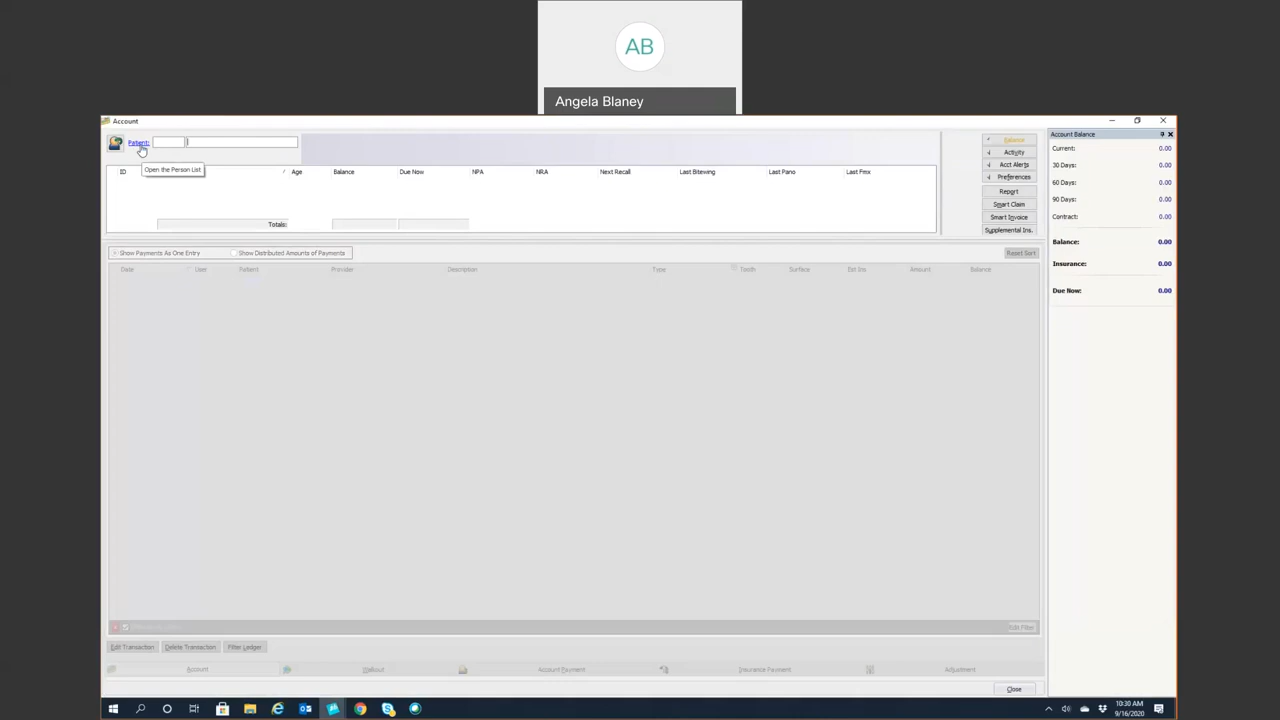 AB
Angela Blaney
Account
Patient:
Open the Person List
ID / Age Balance Due Now NPA NRA Next Recall Last Bitewing Last Pano Last Fmx
Totals:
Balance
Activity
Acct Alerts
Preferences
Report
Smart Claim
Smart Invoice
Supplemental Ins.
Account Balance
Current: 0.00
30 Days: 0.00
60 Days: 0.00
90 Days: 0.00
Contract: 0.00
Balance: 0.00
Insurance: 0.00
Due Now: 0.00
Show Payments As One Entry Show Distributed Amounts of Payments Reset Sort
Date User Patient Provider Description Type Tooth Surface Est Ins Amount Balance
Edit Filter
Edit Transaction Delete Transaction Filter Ledger
Account Walkout Account Payment Insurance Payment Adjustment
Close
10:30 AM
9/16/2020